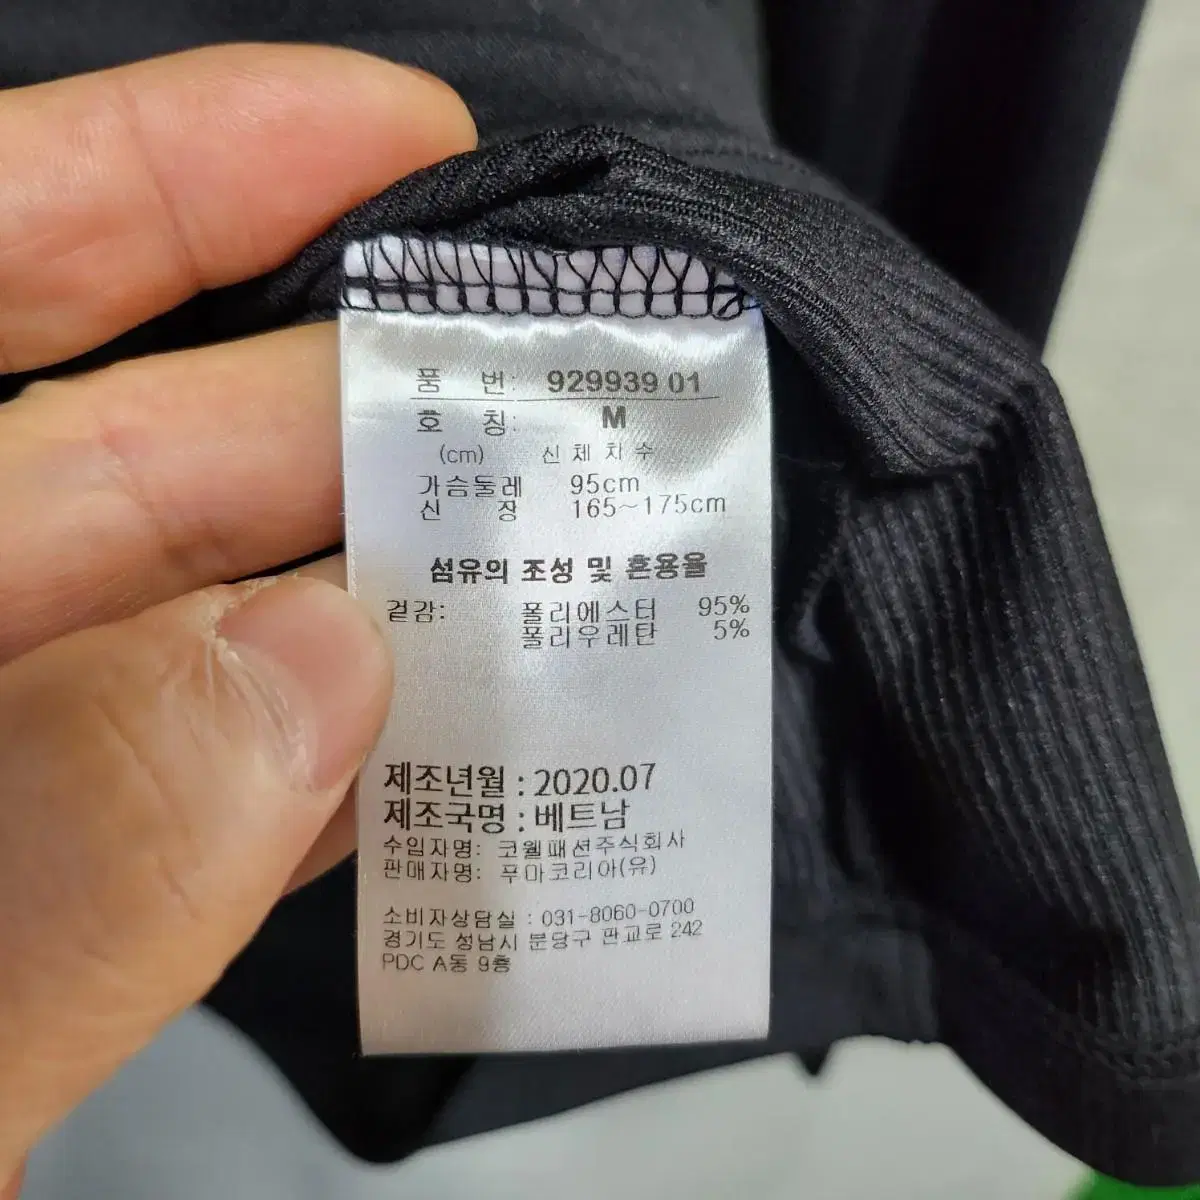 품 번: 929939 01
호 칭: M
(cm) 신체차수
가슴둘레 95cm
신 장 165~175cm
섬유의 조성 및 혼용율
겉감: 폴리에스터 95%
폴리우레탄 5%
제조년월 : 2020.07
제조국명 : 베트남
수입자명: 코웰패션주식회사
판매자명: 푸마코리아(유)
소비자상담실 : 031-8060-0700
경기도 성남시 분당구 판교로 242
PDC A동 9층